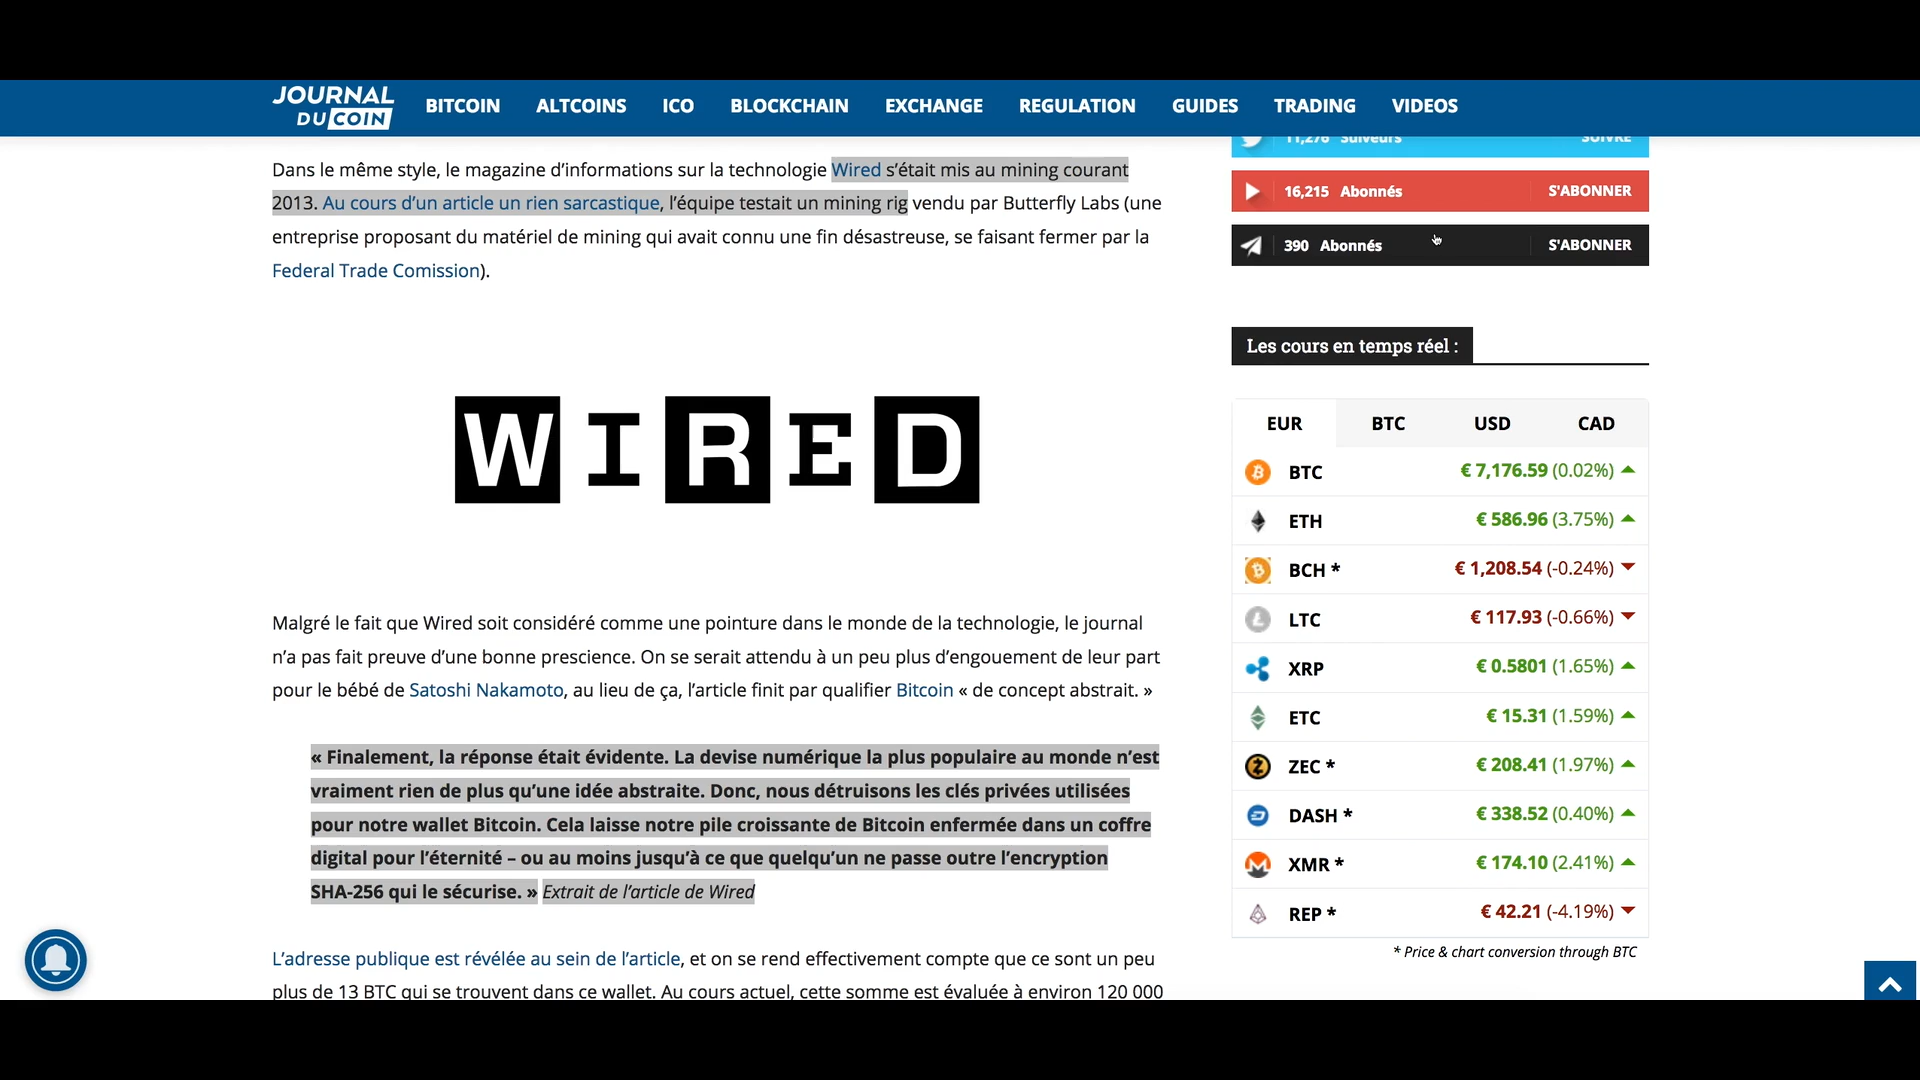 JOURNAL DU COIN
BITCOIN ALTCOINS ICO BLOCKCHAIN EXCHANGE REGULATION GUIDES TRADING VIDEOS
Dans le même style, le magazine d’informations sur la technologie Wired s’était mis au mining courant
2013. Au cours d’un article un rien sarcastique, l’équipe testait un mining rig vendu par Butterfly Labs (une
entreprise proposant du matériel de mining qui avait connu une fin désastreuse, se faisant fermer par la
Federal Trade Comission).
WIRED
Malgré le fait que Wired soit considéré comme une pointure dans le monde de la technologie, le journal
n’a pas fait preuve d’une bonne prescience. On se serait attendu à un peu plus d’engouement de leur part
pour le bébé de Satoshi Nakamoto, au lieu de ça, l’article finit par qualifier Bitcoin « de concept abstrait. »
« Finalement, la réponse était évidente. La devise numérique la plus populaire au monde n’est
vraiment rien de plus qu’une idée abstraite. Donc, nous détruisons les clés privées utilisées
pour notre wallet Bitcoin. Cela laisse notre pile croissante de Bitcoin enfermée dans un coffre
digital pour l’éternité – ou au moins jusqu’à ce que quelqu’un ne passe outre l’encryption
SHA-256 qui le sécurise. » Extrait de l’article de Wired
L’adresse publique est révélée au sein de l’article, et on se rend effectivement compte que ce sont un peu
plus de 13 BTC qui se trouvent dans ce wallet. Au cours actuel, cette somme est évaluée à environ 120 000
11,276 Suiveurs SUIVRE
16,215 Abonnés S'ABONNER
390 Abonnés S'ABONNER
Les cours en temps réel :
EUR BTC USD CAD
BTC € 7,176.59 (0.02%)
ETH € 586.96 (3.75%)
BCH * € 1,208.54 (-0.24%)
LTC € 117.93 (-0.66%)
XRP € 0.5801 (1.65%)
ETC € 15.31 (1.59%)
ZEC * € 208.41 (1.97%)
DASH * € 338.52 (0.40%)
XMR * € 174.10 (2.41%)
REP * € 42.21 (-4.19%)
* Price & chart conversion through BTC